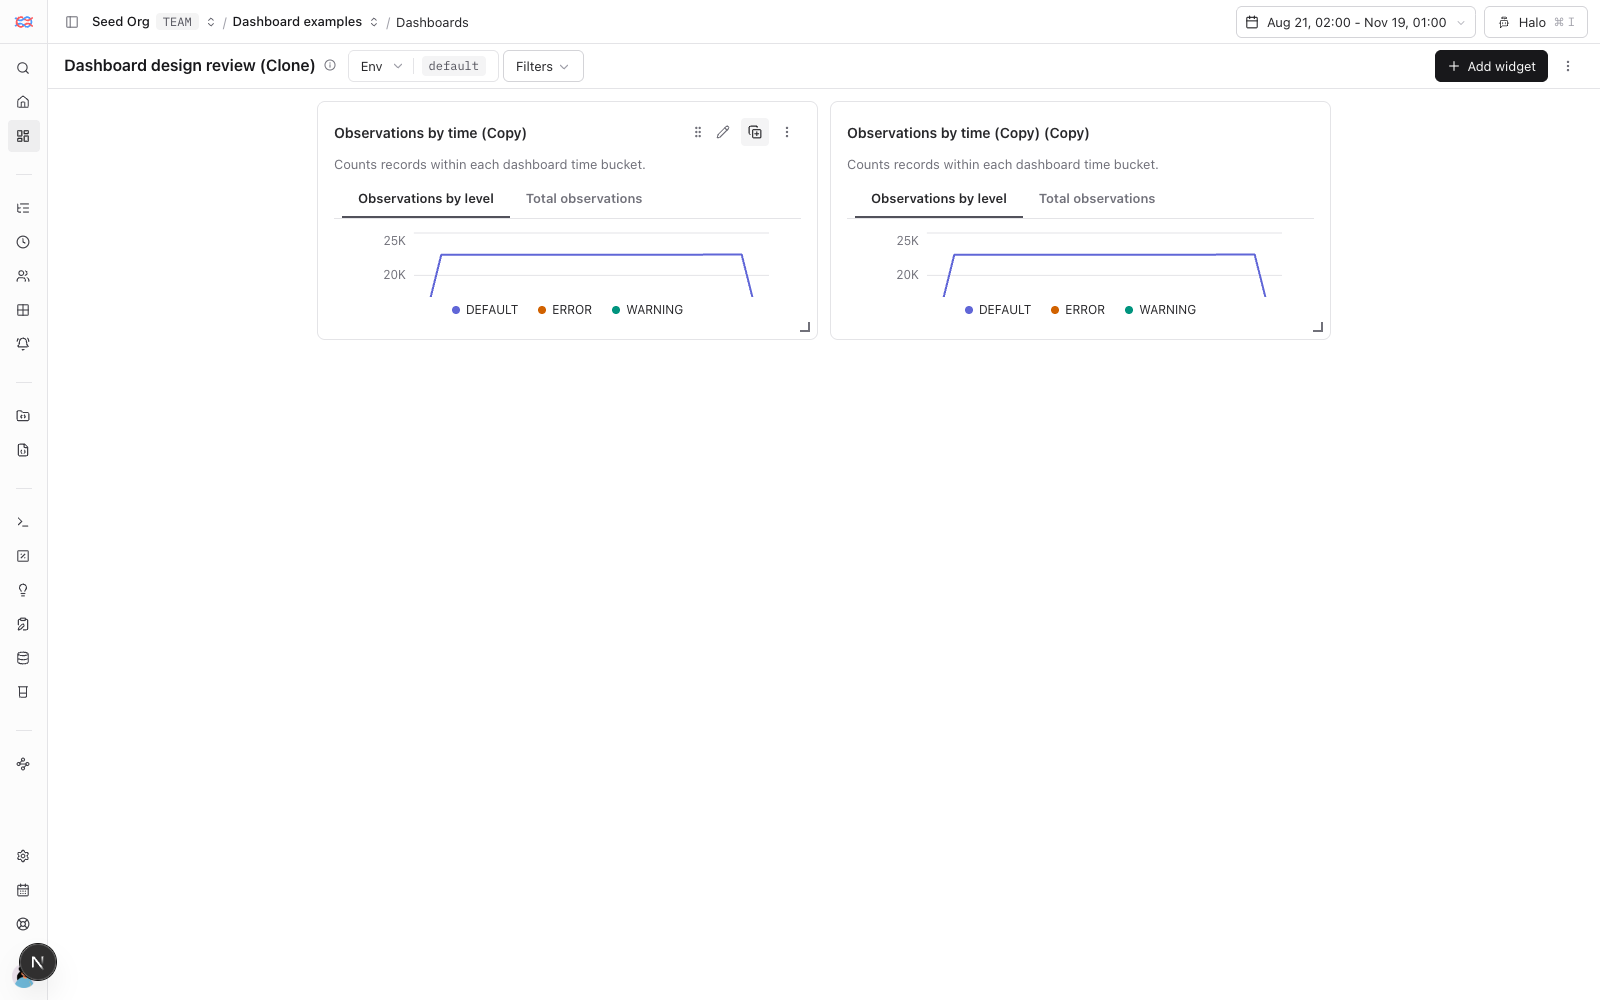 Seed Org TEAM / Dashboard examples / Dashboards
Aug 21, 02:00 - Nov 19, 01:00
Halo ⌘ I
Dashboard design review (Clone)
Env default
Filters
+ Add widget
Observations by time (Copy)
Counts records within each dashboard time bucket.
Observations by level Total observations
25K
20K
DEFAULT ERROR WARNING
Observations by time (Copy) (Copy)
Counts records within each dashboard time bucket.
Observations by level Total observations
25K
20K
DEFAULT ERROR WARNING
N